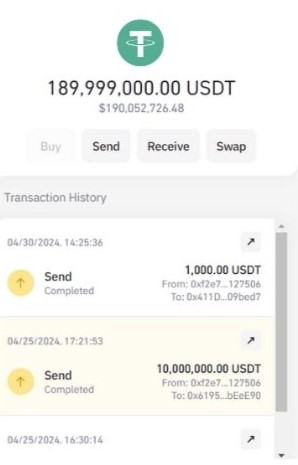 189,999,000.00 USDT
$190,052,726.48
Buy Send Receive Swap
Transaction History
04/30/2024, 14:25:36
Send 1,000.00 USDT
Completed From: 0xf2e7...127506
To: 0x411D...09bed7
04/25/2024, 17:21:53
Send 10,000,000.00 USDT
Completed From: 0xf2e7...127506
To: 0x6195...bEeE90
04/25/2024, 16:30:14